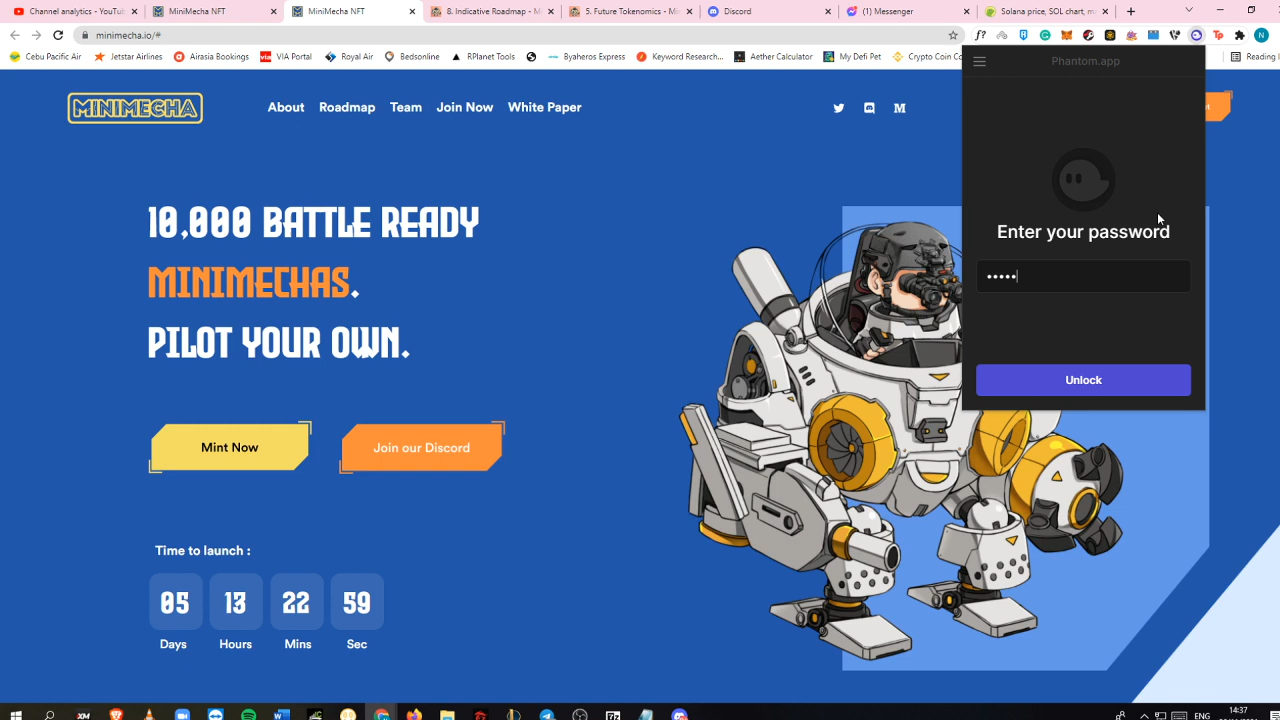 Channel analytics - YouTub
MiniMecha NFT
MiniMecha NFT
8. Indicative Roadmap - M
5. Future Tokenomics - Mi
Discord
(1) Messenger
Solana price, SOL chart, m
minimecha.io/#
Cebu Pacific Air
Jetstar Airlines
Airasia Bookings
VIA Portal
Royal Air
Bedsonline
RPlanet Tools
Byaheros Express
Keyword Research...
Aether Calculator
My Defi Pet
Crypto Coin Co
Reading l
Phantom.app
MINIMECHA
About
Roadmap
Team
Join Now
White Paper
10,000 BATTLE READY
MINIMECHAS.
PILOT YOUR OWN.
Enter your password
Unlock
Mint Now
Join our Discord
Time to launch :
05
13
22
59
Days
Hours
Mins
Sec
ENG
14:37